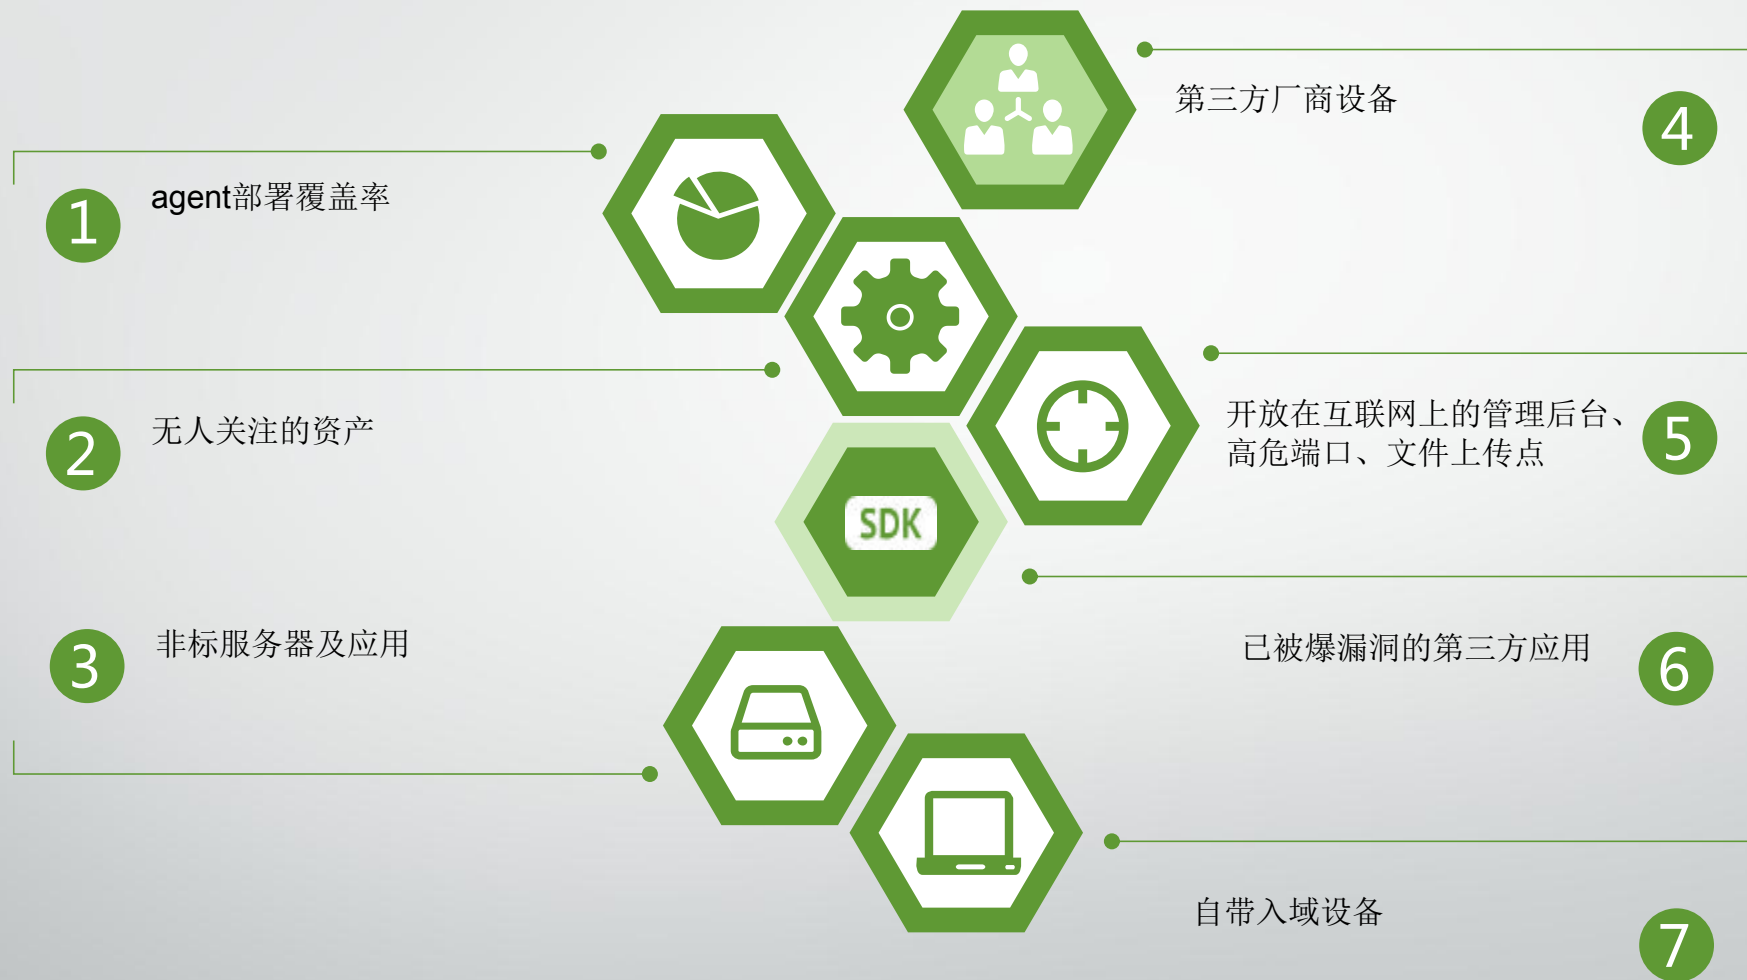 1
agent部署覆盖率
2
无人关注的资产
3
非标服务器及应用
SDK
第三方厂商设备
4
开放在互联网上的管理后台、
高危端口、文件上传点
5
已被爆漏洞的第三方应用
6
自带入域设备
7